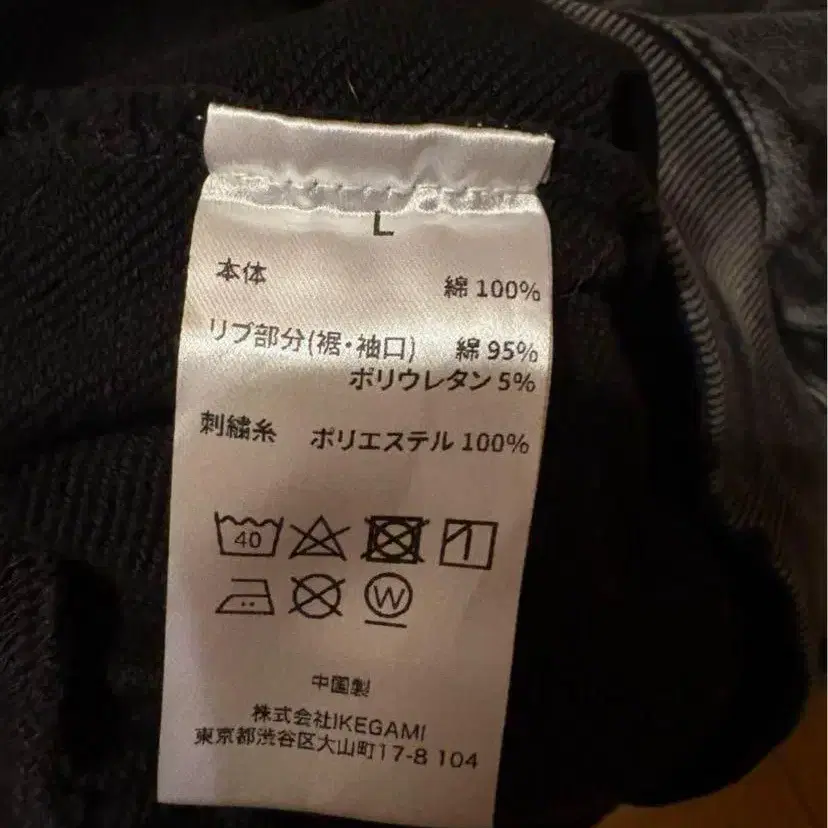 L
本体 綿 100%
リブ部分(裾・袖口) 綿 95%
ポリウレタン 5%
刺繍糸 ポリエステル 100%
40
W
中国製
株式会社IKEGAMI
東京都渋谷区大山町17-8 104